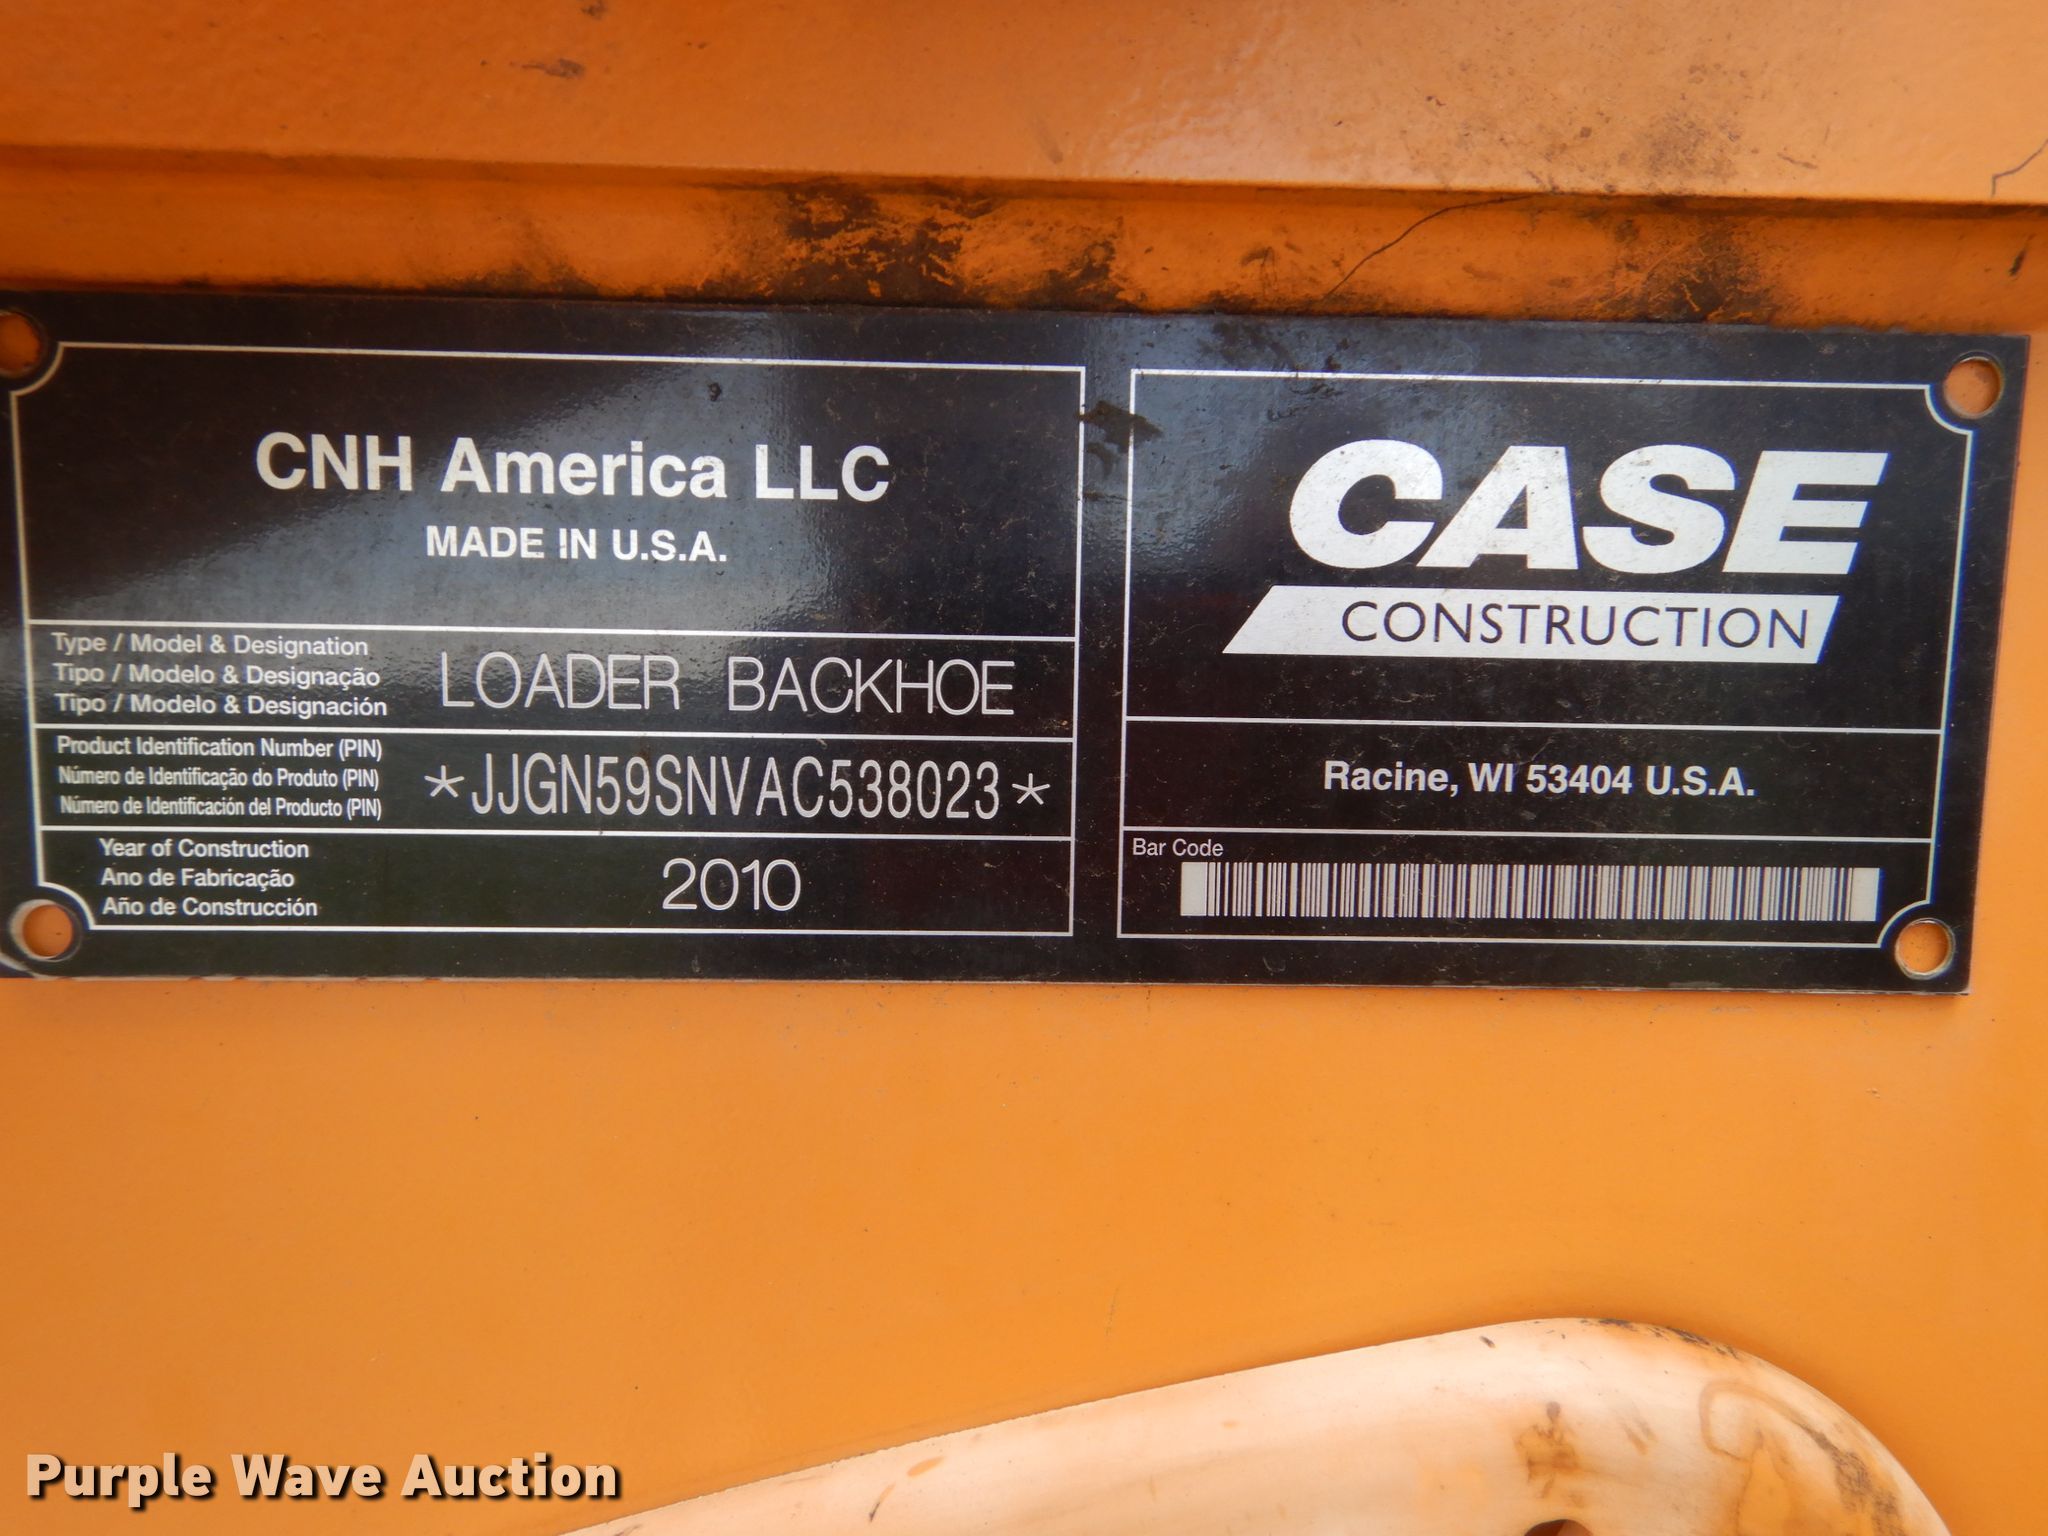 CNH America LLC
MADE IN U.S.A.
Type / Model & Designation
Tipo / Modelo & Designação
Tipo / Modelo & Designación
LOADER BACKHOE
Product Identification Number (PIN)
Número de Identificação do Produto (PIN)
Número de Identificación del Producto (PIN)
*JJGN59SNVAC538023*
Year of Construction
Ano de Fabricação
Año de Construcción
2010
CASE
CONSTRUCTION
Racine, WI 53404 U.S.A.
Bar Code
Purple Wave Auction